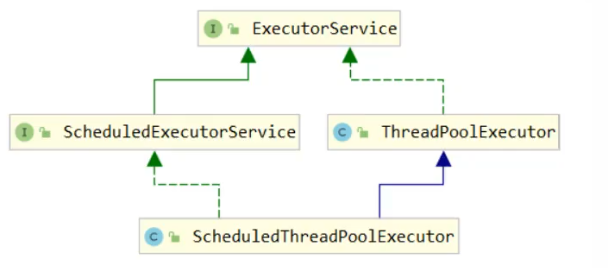 I ExecutorService
I ScheduledExecutorService
C ThreadPoolExecutor
C ScheduledThreadPoolExecutor